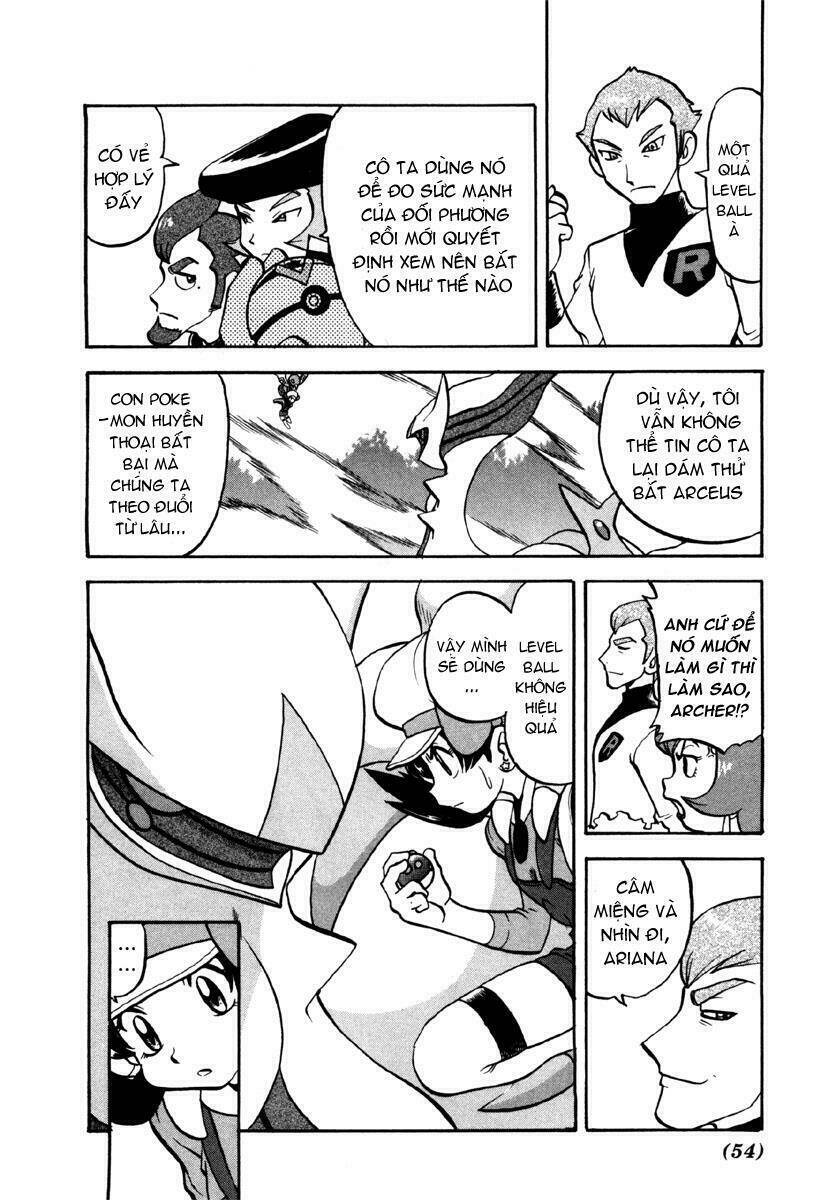 MỘT
QUẢ
LEVEL
BALL
À
R
CÔ TA DÙNG NÓ
ĐỂ ĐO SỨC MẠNH
CỦA ĐỐI PHƯƠNG
RỒI MỚI QUYẾT
ĐỊNH XEM NÊN BẮT
NÓ NHƯ THẾ NÀO
CÓ VẺ
HỢP LÝ
ĐẤY
DÙ VẬY, TÔI
VẪN KHÔNG
THỂ TIN CÔ TA
LẠI DÁM THỬ
BẮT ARCEUS
CON POKE
-MON HUYỀN
THOẠI BẤT
BẠI MÀ
CHÚNG TA
THEO ĐUỔI
TỪ LÂU...
ANH CỨ ĐỂ
NÓ MUỐN
LÀM GÌ THÌ
LÀM SAO,
ARCHER!?
R
CÂM
MIỆNG VÀ
NHÌN ĐI,
ARIANA
LEVEL
BALL
KHÔNG
HIỆU
QUẢ
VẬY MÌNH
SẼ DÙNG
...
...
...
(54)